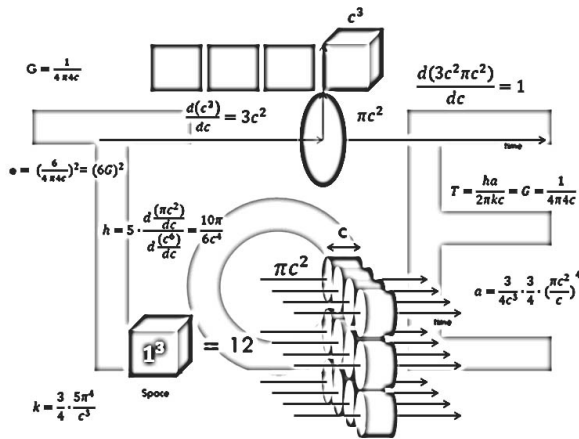 c³
G = 1/(4π4c)
d(c³)/dc = 3c²
πc²
d(3c²πc²)/dc = 1
time
e = (6/(4π4c))² = (6G)²
T = ha/(2πkc) = G = 1/(4π4c)
h = 5 · (d (πc²)/dc)/(d (c⁶)/dc) = 10π/(6c⁴)
c
πc²
a = 3/(4c³) · 3/4 · (πc²/c)⁴
time
1³ = 12
Space
k = 3/4 · 5π⁴/c³